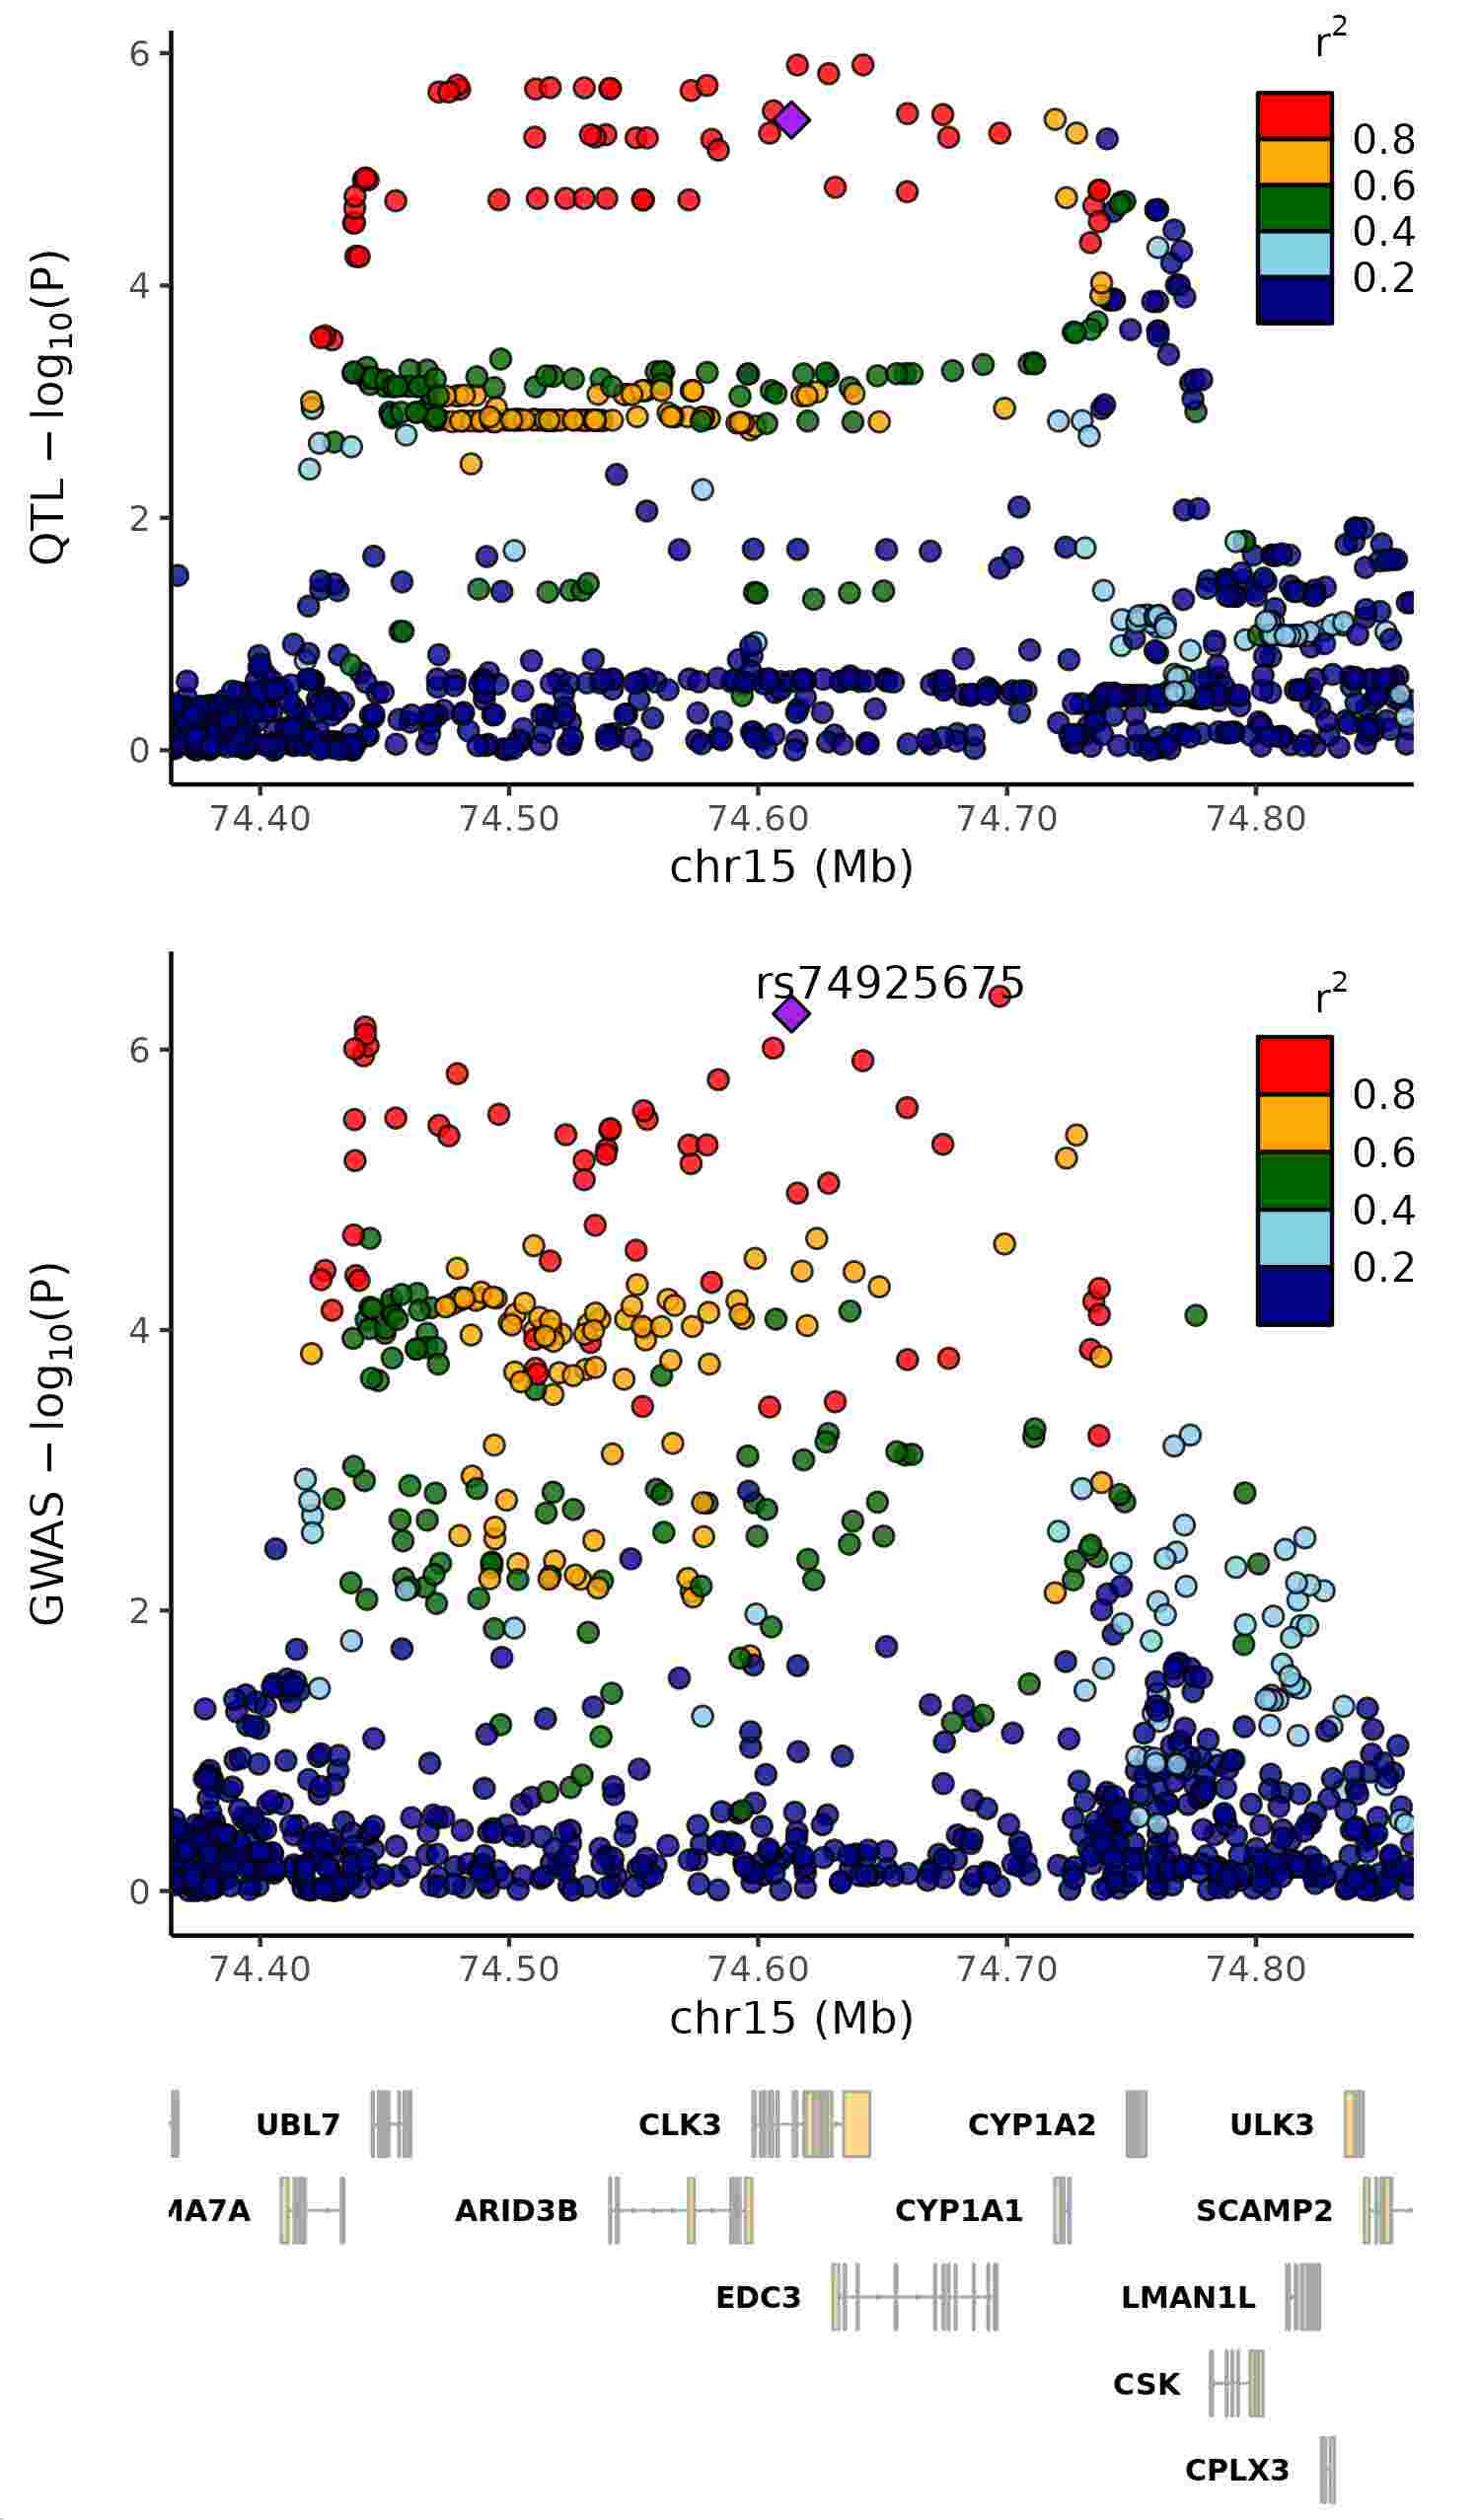 r²
6
0.8
0.6
0.4
0.2
4
2
0
QTL − log₁₀(P)
74.40 74.50 74.60 74.70 74.80
chr15 (Mb)
rs74925675
r²
6
0.8
0.6
0.4
0.2
4
2
0
GWAS − log₁₀(P)
74.40 74.50 74.60 74.70 74.80
chr15 (Mb)
UBL7 CLK3 CYP1A2 ULK3
MA7A ARID3B CYP1A1 SCAMP2
EDC3 LMAN1L
CSK
CPLX3